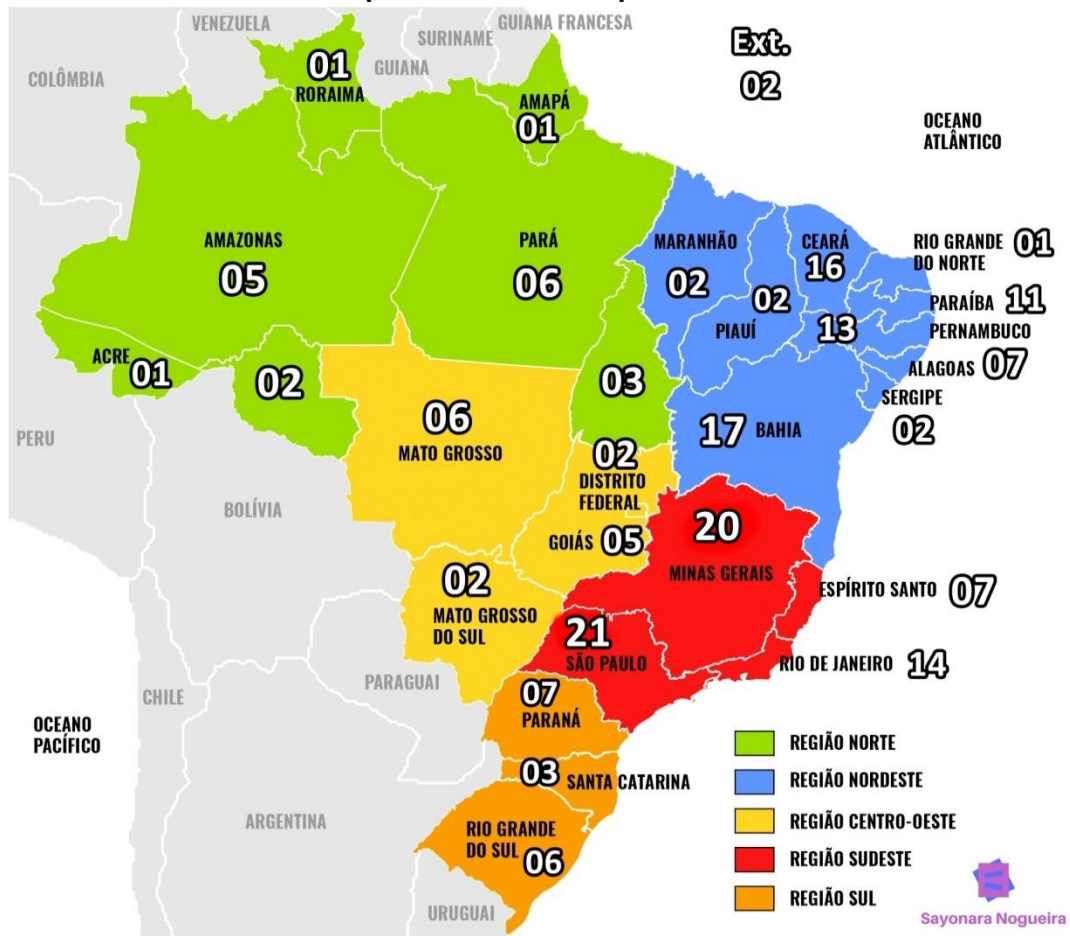 VENEZUELA
GUIANA FRANCESA
SURINAME
Ext.
02
COLÔMBIA
01
RORAIMA
GUIANA
AMAPÁ
01
OCEANO
ATLÂNTICO
AMAZONAS
05
PARÁ
06
MARANHÃO
02
CEARÁ
16
RIO GRANDE
DO NORTE
01
02
PIAUÍ
PARAÍBA
11
13
PERNAMBUCO
ACRE
01
02
03
ALAGOAS
07
SERGIPE
02
PERU
06
MATO GROSSO
17
BAHIA
02
DISTRITO
FEDERAL
BOLÍVIA
GOIÁS
05
20
MINAS GERAIS
02
MATO GROSSO
DO SUL
ESPÍRITO SANTO
07
21
SÃO PAULO
RIO DE JANEIRO
14
PARAGUAI
CHILE
07
PARANÁ
OCEANO
PACÍFICO
03
SANTA CATARINA
ARGENTINA
RIO GRANDE
DO SUL
06
URUGUAI
REGIÃO NORTE
REGIÃO NORDESTE
REGIÃO CENTRO-OESTE
REGIÃO SUDESTE
REGIÃO SUL
Sayonara Nogueira